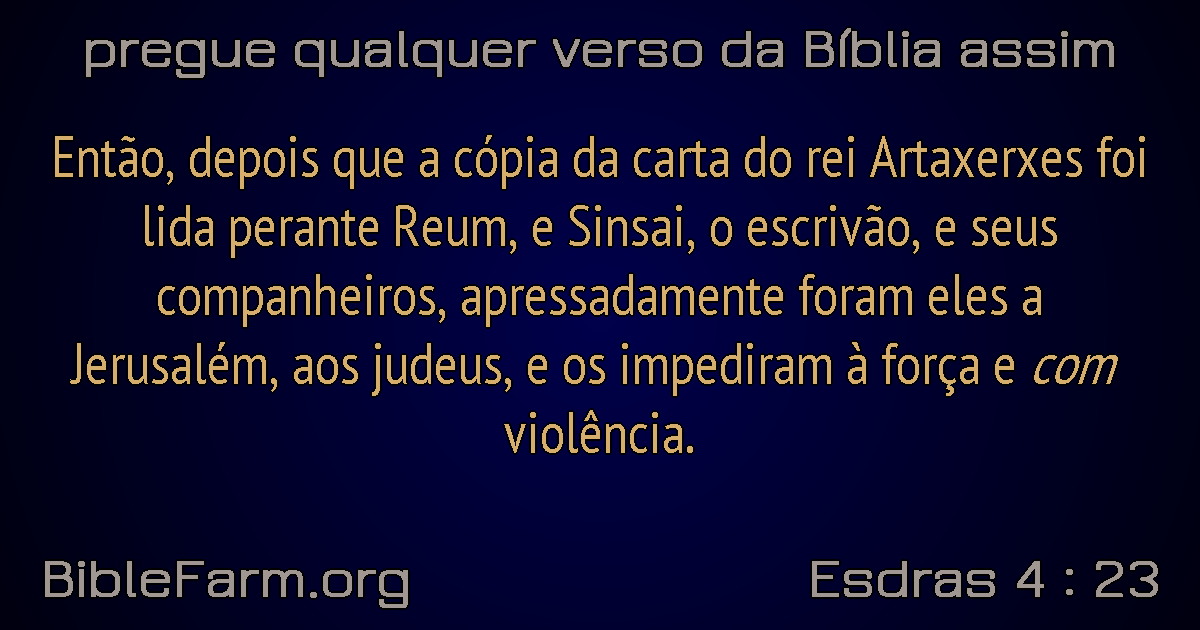 pregue qualquer verso da Bíblia assim
Então, depois que a cópia da carta do rei Artaxerxes foi
lida perante Reum, e Sinsai, o escrivão, e seus
companheiros, apressadamente foram eles a
Jerusalém, aos judeus, e os impediram à força e com
violência.
BibleFarm.org
Esdras 4 : 23